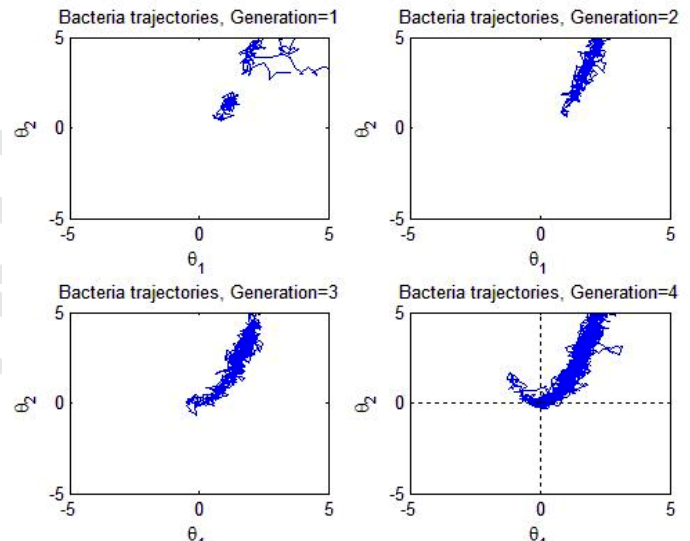 Bacteria trajectories, Generation=1
5
θ₂
0
-5
-5 0 5
θ₁
Bacteria trajectories, Generation=2
5
θ₂
0
-5
-5 0 5
θ₁
Bacteria trajectories, Generation=3
5
θ₂
0
-5
-5 0 5
θ₁
Bacteria trajectories, Generation=4
5
θ₂
0
-5
-5 0 5
θ₁